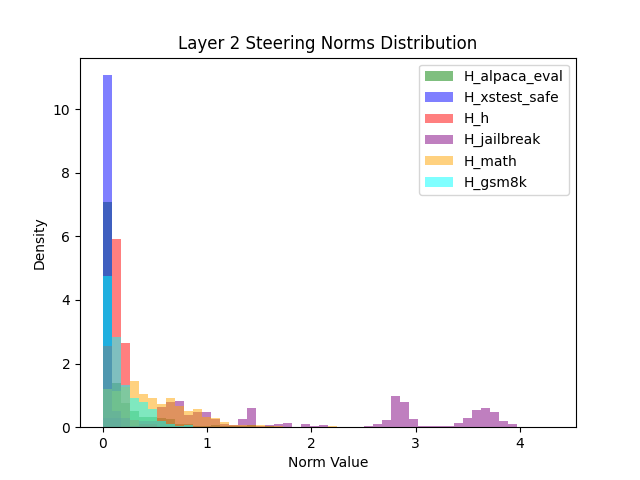 Layer 2 Steering Norms Distribution
H_alpaca_eval
H_xstest_safe
H_h
H_jailbreak
H_math
H_gsm8k
Density
10
8
6
4
2
0
0
1
2
3
4
Norm Value